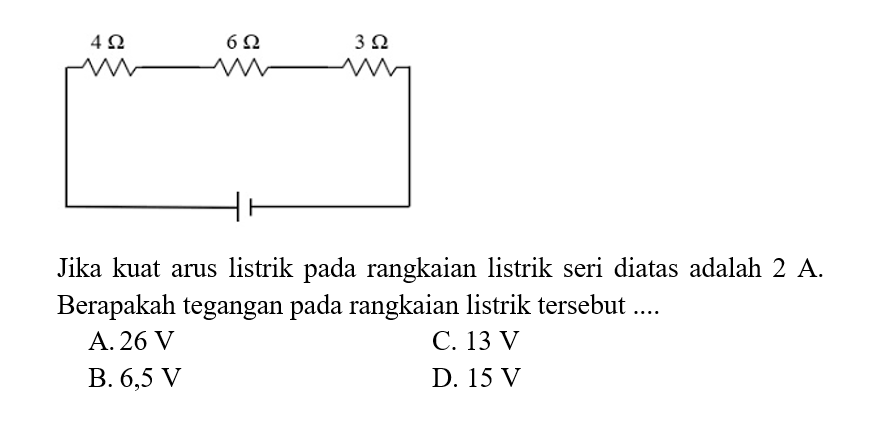 4 Ω 6 Ω 3 Ω
Jika kuat arus listrik pada rangkaian listrik seri diatas adalah 2 A.
Berapakah tegangan pada rangkaian listrik tersebut ....
A. 26 V C. 13 V
B. 6,5 V D. 15 V